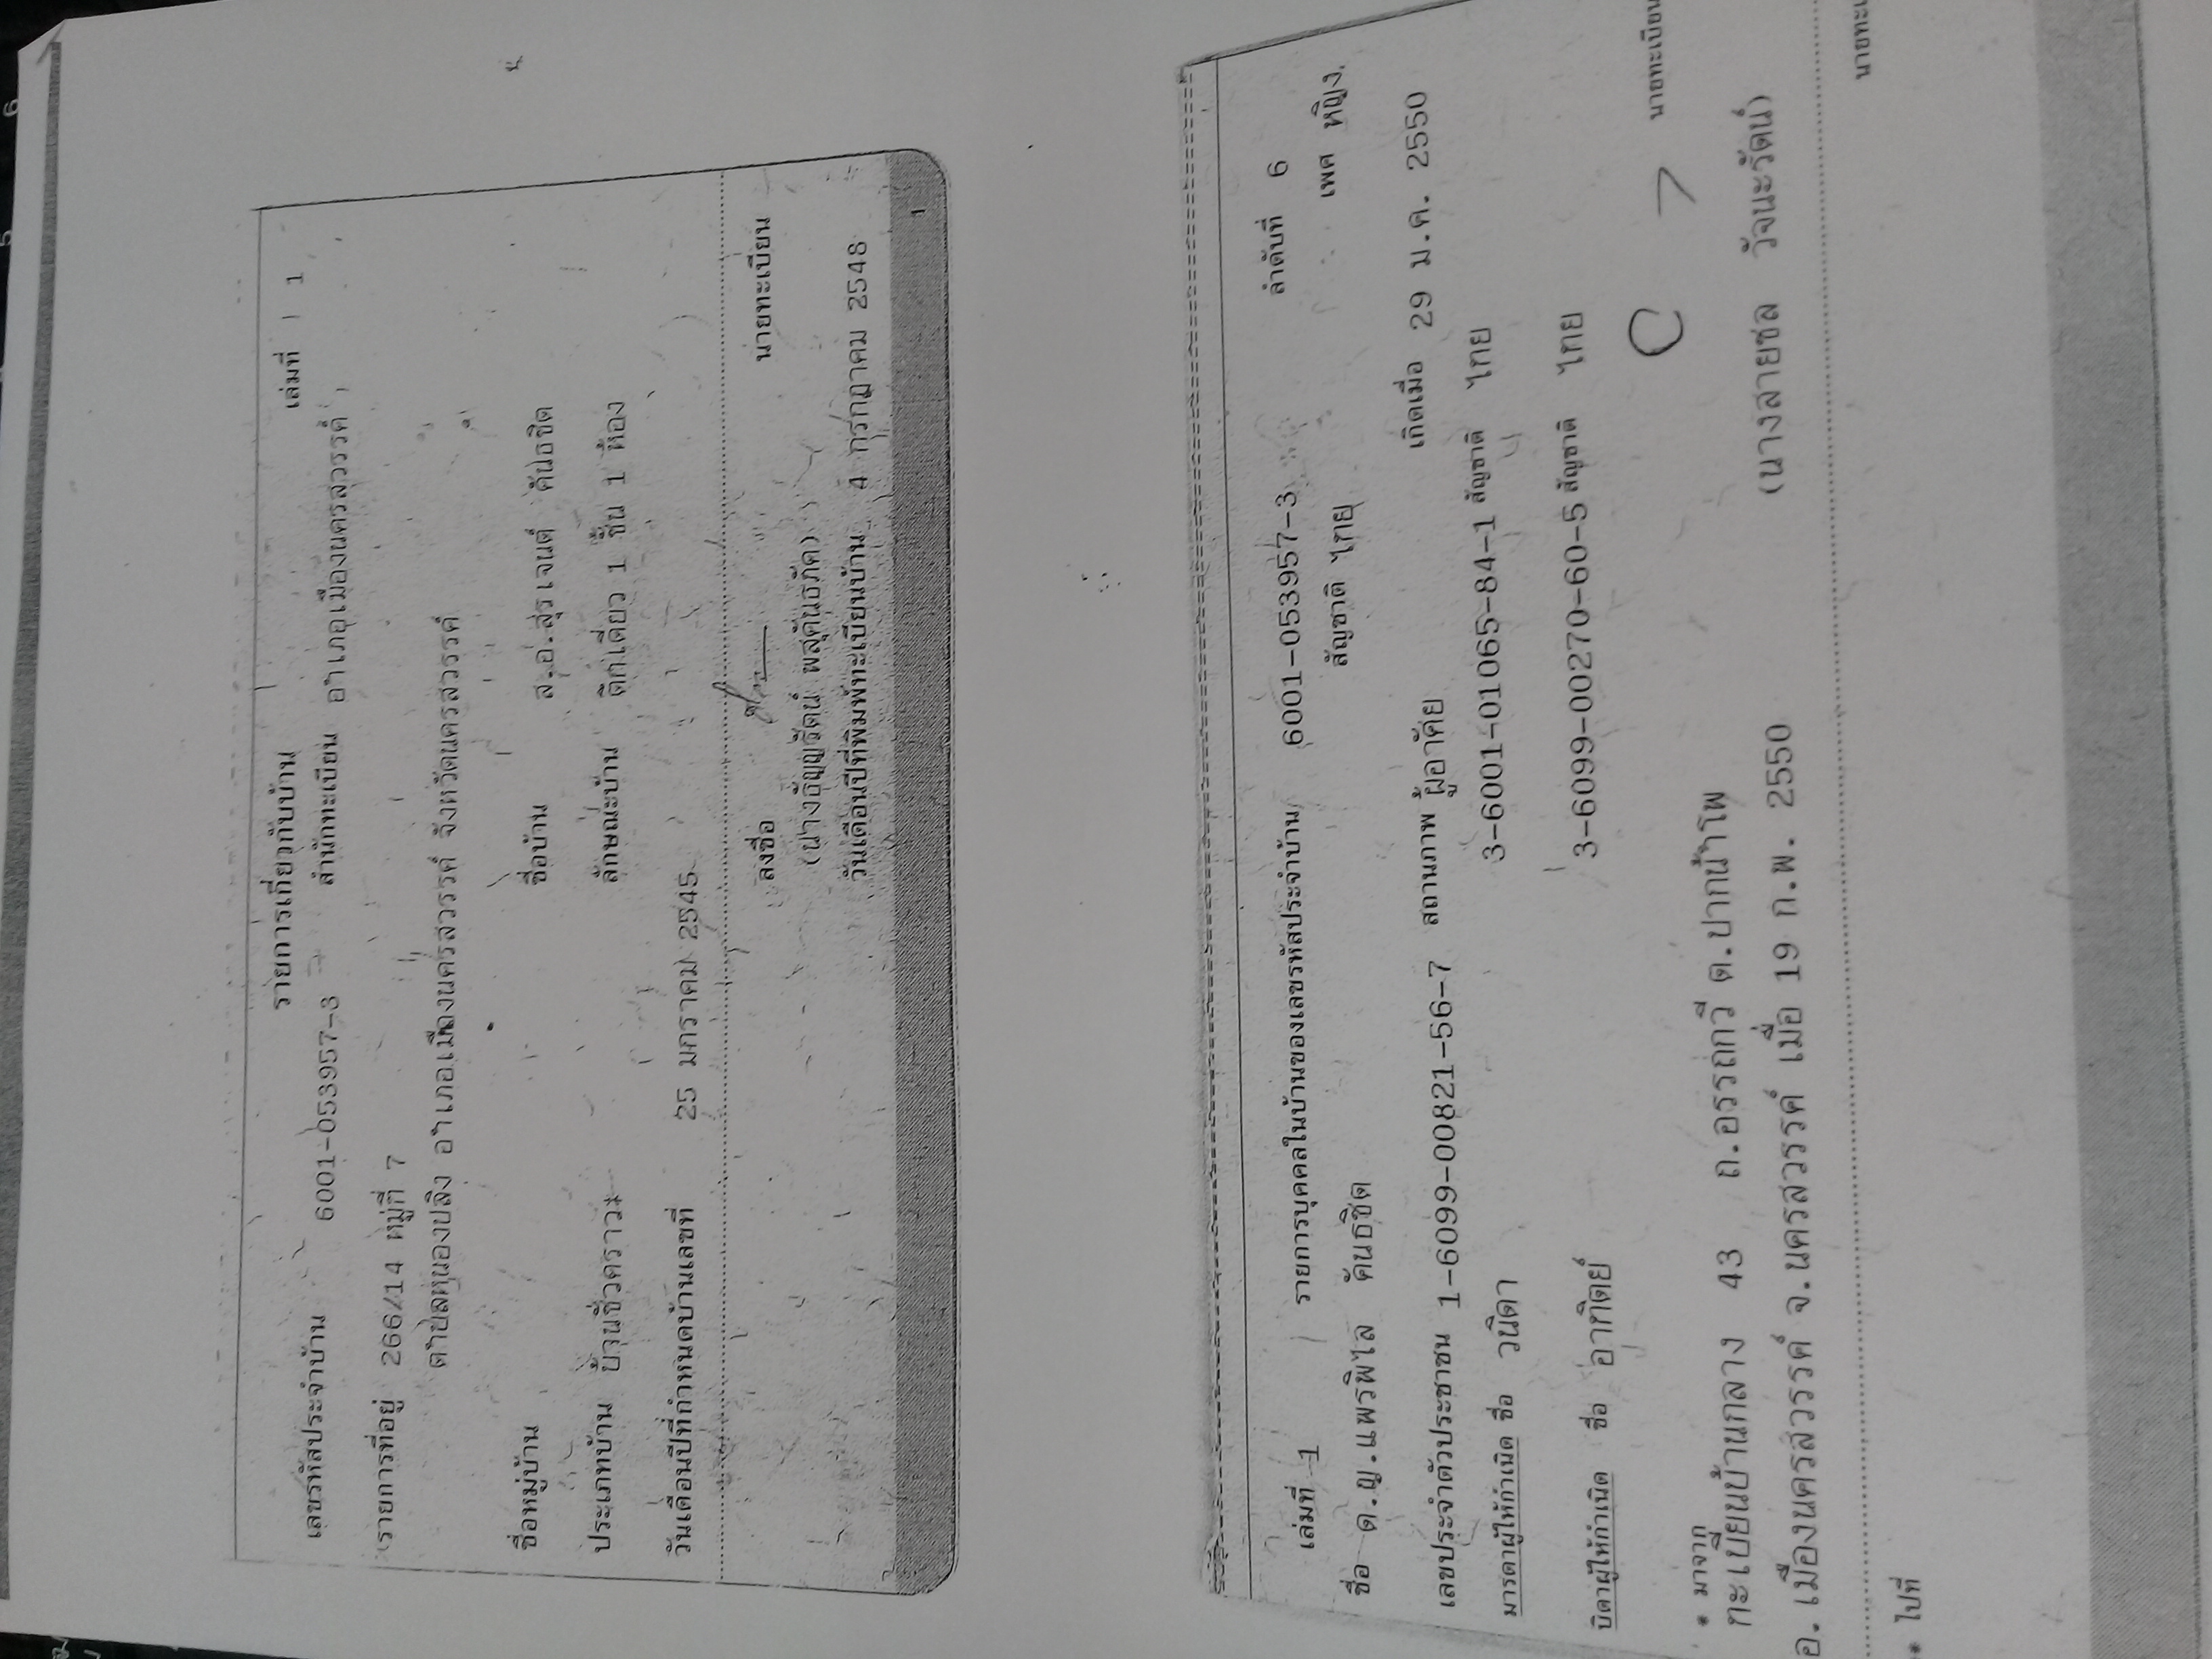 5 6
รายการเกี่ยวกับบ้าน เล่มที่ 1
เลขรหัสประจำบ้าน 6001-053957-3 สำนักทะเบียน อำเภอเมืองนครสวรรค์
รายการที่อยู่ 266/14 หมู่ที่ 7
ตำบลหนองปลิง อำเภอเมืองนครสวรรค์ จังหวัดนครสวรรค์
ชื่อหมู่บ้าน ชื่อบ้าน ส.อ.สุรเจนต์ คันธชิต
ประเภทบ้าน บ้านชั่วคราว* ลักษณะบ้าน ตึกเดี่ยว 1 ชั้น 1 ห้อง
วันเดือนปีที่กำหนดบ้านเลขที่ 25 มกราคม 2545
ลงชื่อ นายทะเบียน
(นางธัญญรัตน์ พสุคันธภัค)
วันเดือนปีที่พิมพ์ทะเบียนบ้าน 4 กรกฎาคม 2548
1
เล่มที่ 1 รายการบุคคลในบ้านของเลขรหัสประจำบ้าน 6001-053957-3 ลำดับที่ 6
ชื่อ ด.ญ.แพรพิไล คันธชิต สัญชาติ ไทย เพศ หญิง
เลขประจำตัวประชาชน 1-6099-00821-56-7 สถานภาพ ผู้อาศัย เกิดเมื่อ 29 ม.ค. 2550
มารดาผู้ให้กำเนิด ชื่อ วนิดา 3-6001-01065-84-1 สัญชาติ ไทย
บิดาผู้ให้กำเนิด ชื่อ อาทิตย์ 3-6099-00270-60-5 สัญชาติ ไทย
* มาจาก นายทะเบียน
ทะเบียนบ้านกลาง 43 ถ.อรรถกวี ต.ปากน้ำโพ
อ.เมืองนครสวรรค์ จ.นครสวรรค์ เมื่อ 19 ก.พ. 2550 (นางสายชล วัจนะรัตน์)
** ไปที่ นายทะเ